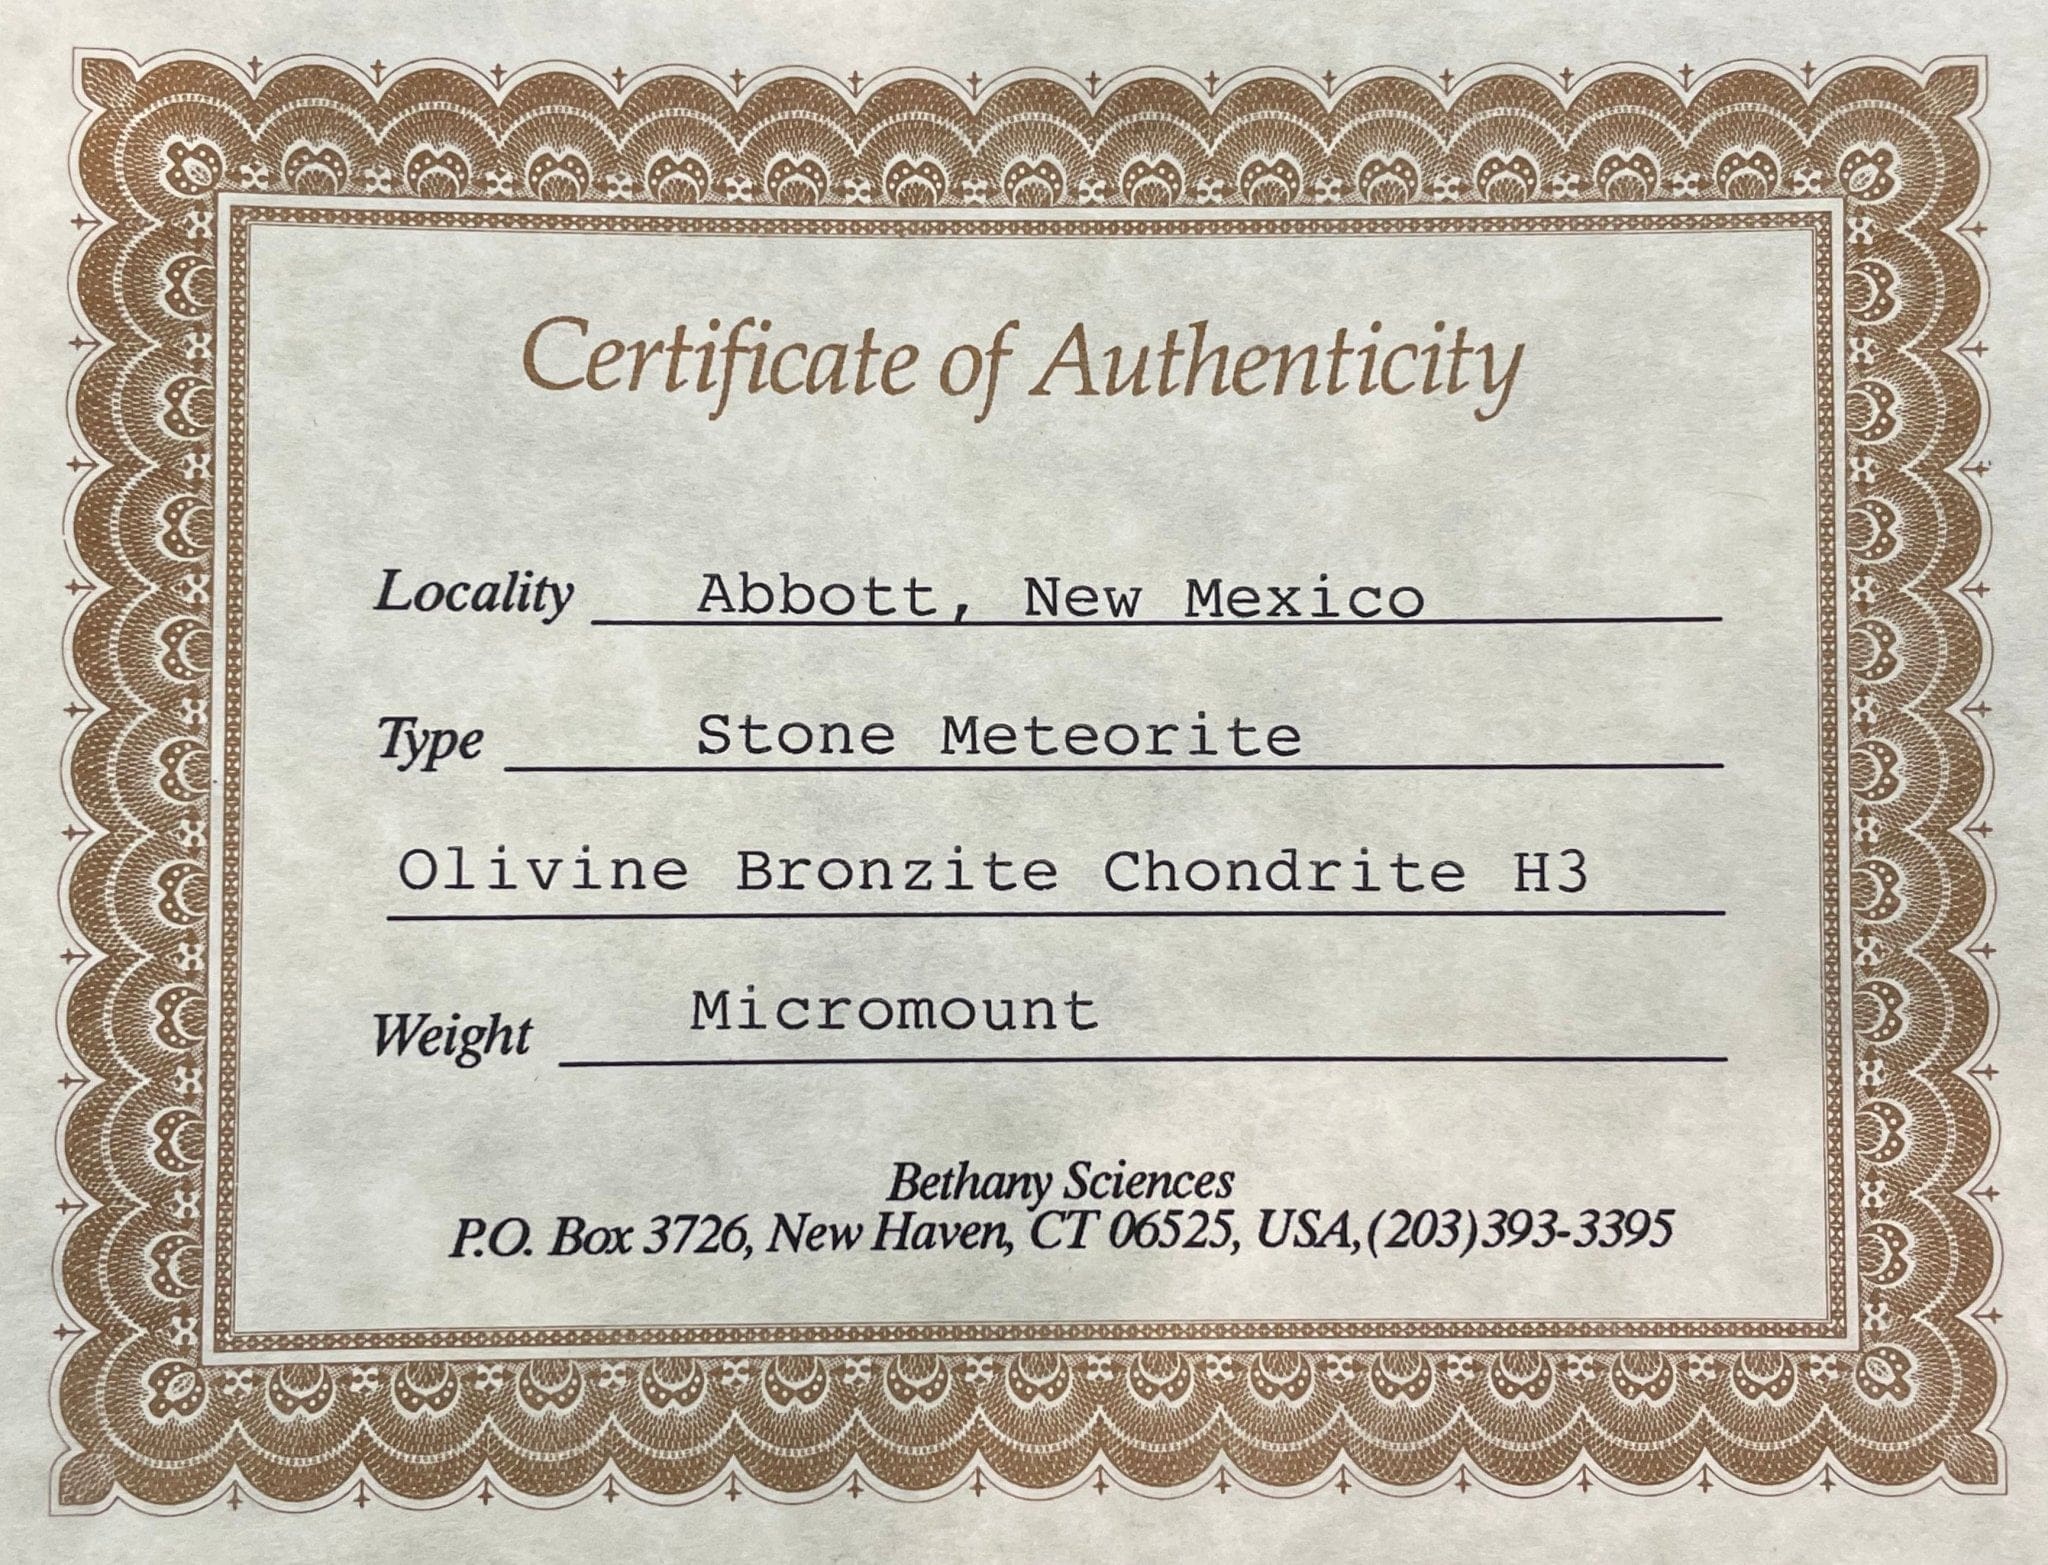 Certificate of Authenticity
Locality Abbott, New Mexico
Type Stone Meteorite
Olivine Bronzite Chondrite H3
Weight Micromount
Bethany Sciences
P.O. Box 3726, New Haven, CT 06525, USA,(203)393-3395